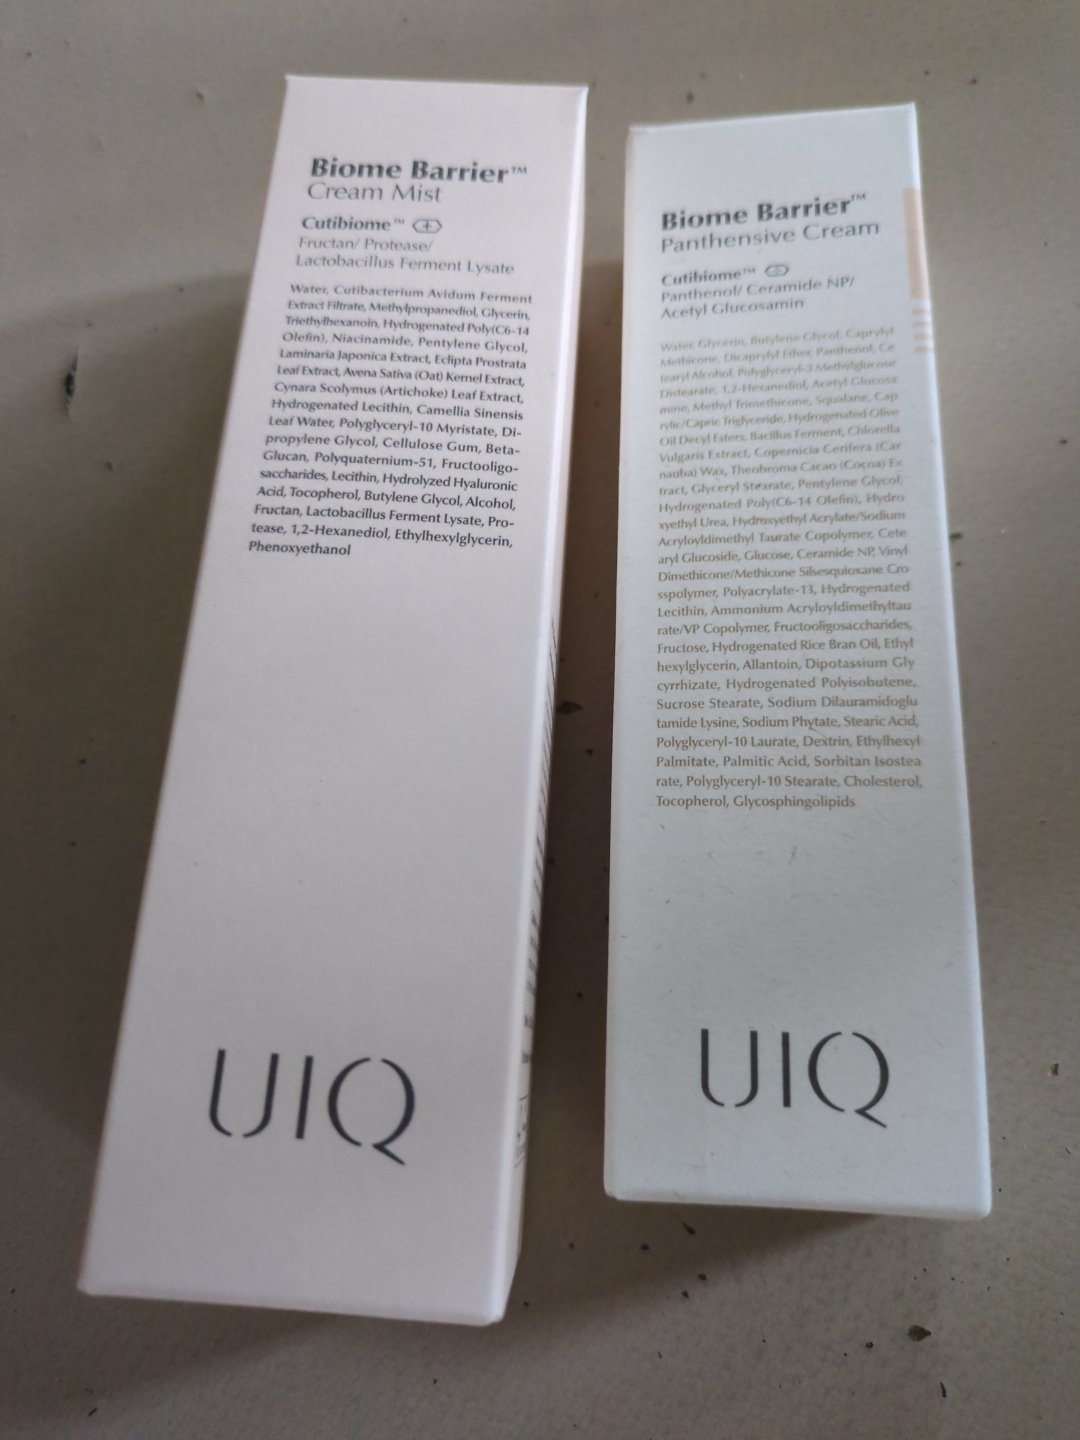 Biome Barrier™
Cream Mist
Cutibiome™
Fructan/ Protease/
Lactobacillus Ferment Lysate
Water, Cutibacterium Avidum Ferment
Extract Filtrate, Methylpropanediol, Glycerin,
Triethylhexanoin, Hydrogenated Poly(C6-14
Olefin), Niacinamide, Pentylene Glycol,
Laminaria Japonica Extract, Eclipta Prostrata
Leaf Extract, Avena Sativa (Oat) Kernel Extract,
Cynara Scolymus (Artichoke) Leaf Extract,
Hydrogenated Lecithin, Camellia Sinensis
Leaf Water, Polyglyceryl-10 Myristate, Di-
propylene Glycol, Cellulose Gum, Beta-
Glucan, Polyquaternium-51, Fructooligo-
saccharides, Lecithin, Hydrolyzed Hyaluronic
Acid, Tocopherol, Butylene Glycol, Alcohol,
Fructan, Lactobacillus Ferment Lysate, Pro-
tease, 1,2-Hexanediol, Ethylhexylglycerin,
Phenoxyethanol
UIQ
Biome Barrier™
Panthensive Cream
Cutibiome™
Panthenol/ Ceramide NP/
Acetyl Glucosamin
Water, Glycerin, Butylene Glycol, Caprylyl
Methicone, Dicaprylyl Ether, Panthenol, Ce
tearyl Alcohol, Polyglyceryl-3 Methylglucose
Distearate, 1,2-Hexanediol, Acetyl Glucosa
mine, Methyl Trimethicone, Squalane, Cap
rylic/Capric Triglyceride, Hydrogenated Olive
Oil Decyl Esters, Bacillus Ferment, Chlorella
Vulgaris Extract, Copernicia Cerifera (Car
nauba) Wax, Theobroma Cacao (Cocoa) Ex
tract, Glyceryl Stearate, Pentylene Glycol,
Hydrogenated Poly(C6-14 Olefin), Hydro
xyethyl Urea, Hydroxyethyl Acrylate/Sodium
Acryloyldimethyl Taurate Copolymer, Cete
aryl Glucoside, Glucose, Ceramide NP, Vinyl
Dimethicone/Methicone Silsesquioxane Cro
sspolymer, Polyacrylate-13, Hydrogenated
Lecithin, Ammonium Acryloyldimethyltau
rate/VP Copolymer, Fructooligosaccharides,
Fructose, Hydrogenated Rice Bran Oil, Ethyl
hexylglycerin, Allantoin, Dipotassium Gly
cyrrhizate, Hydrogenated Polyisobutene,
Sucrose Stearate, Sodium Dilauramidoglu
tamide Lysine, Sodium Phytate, Stearic Acid,
Polyglyceryl-10 Laurate, Dextrin, Ethylhexyl
Palmitate, Palmitic Acid, Sorbitan Isostea
rate, Polyglyceryl-10 Stearate, Cholesterol,
Tocopherol, Glycosphingolipids
UIQ